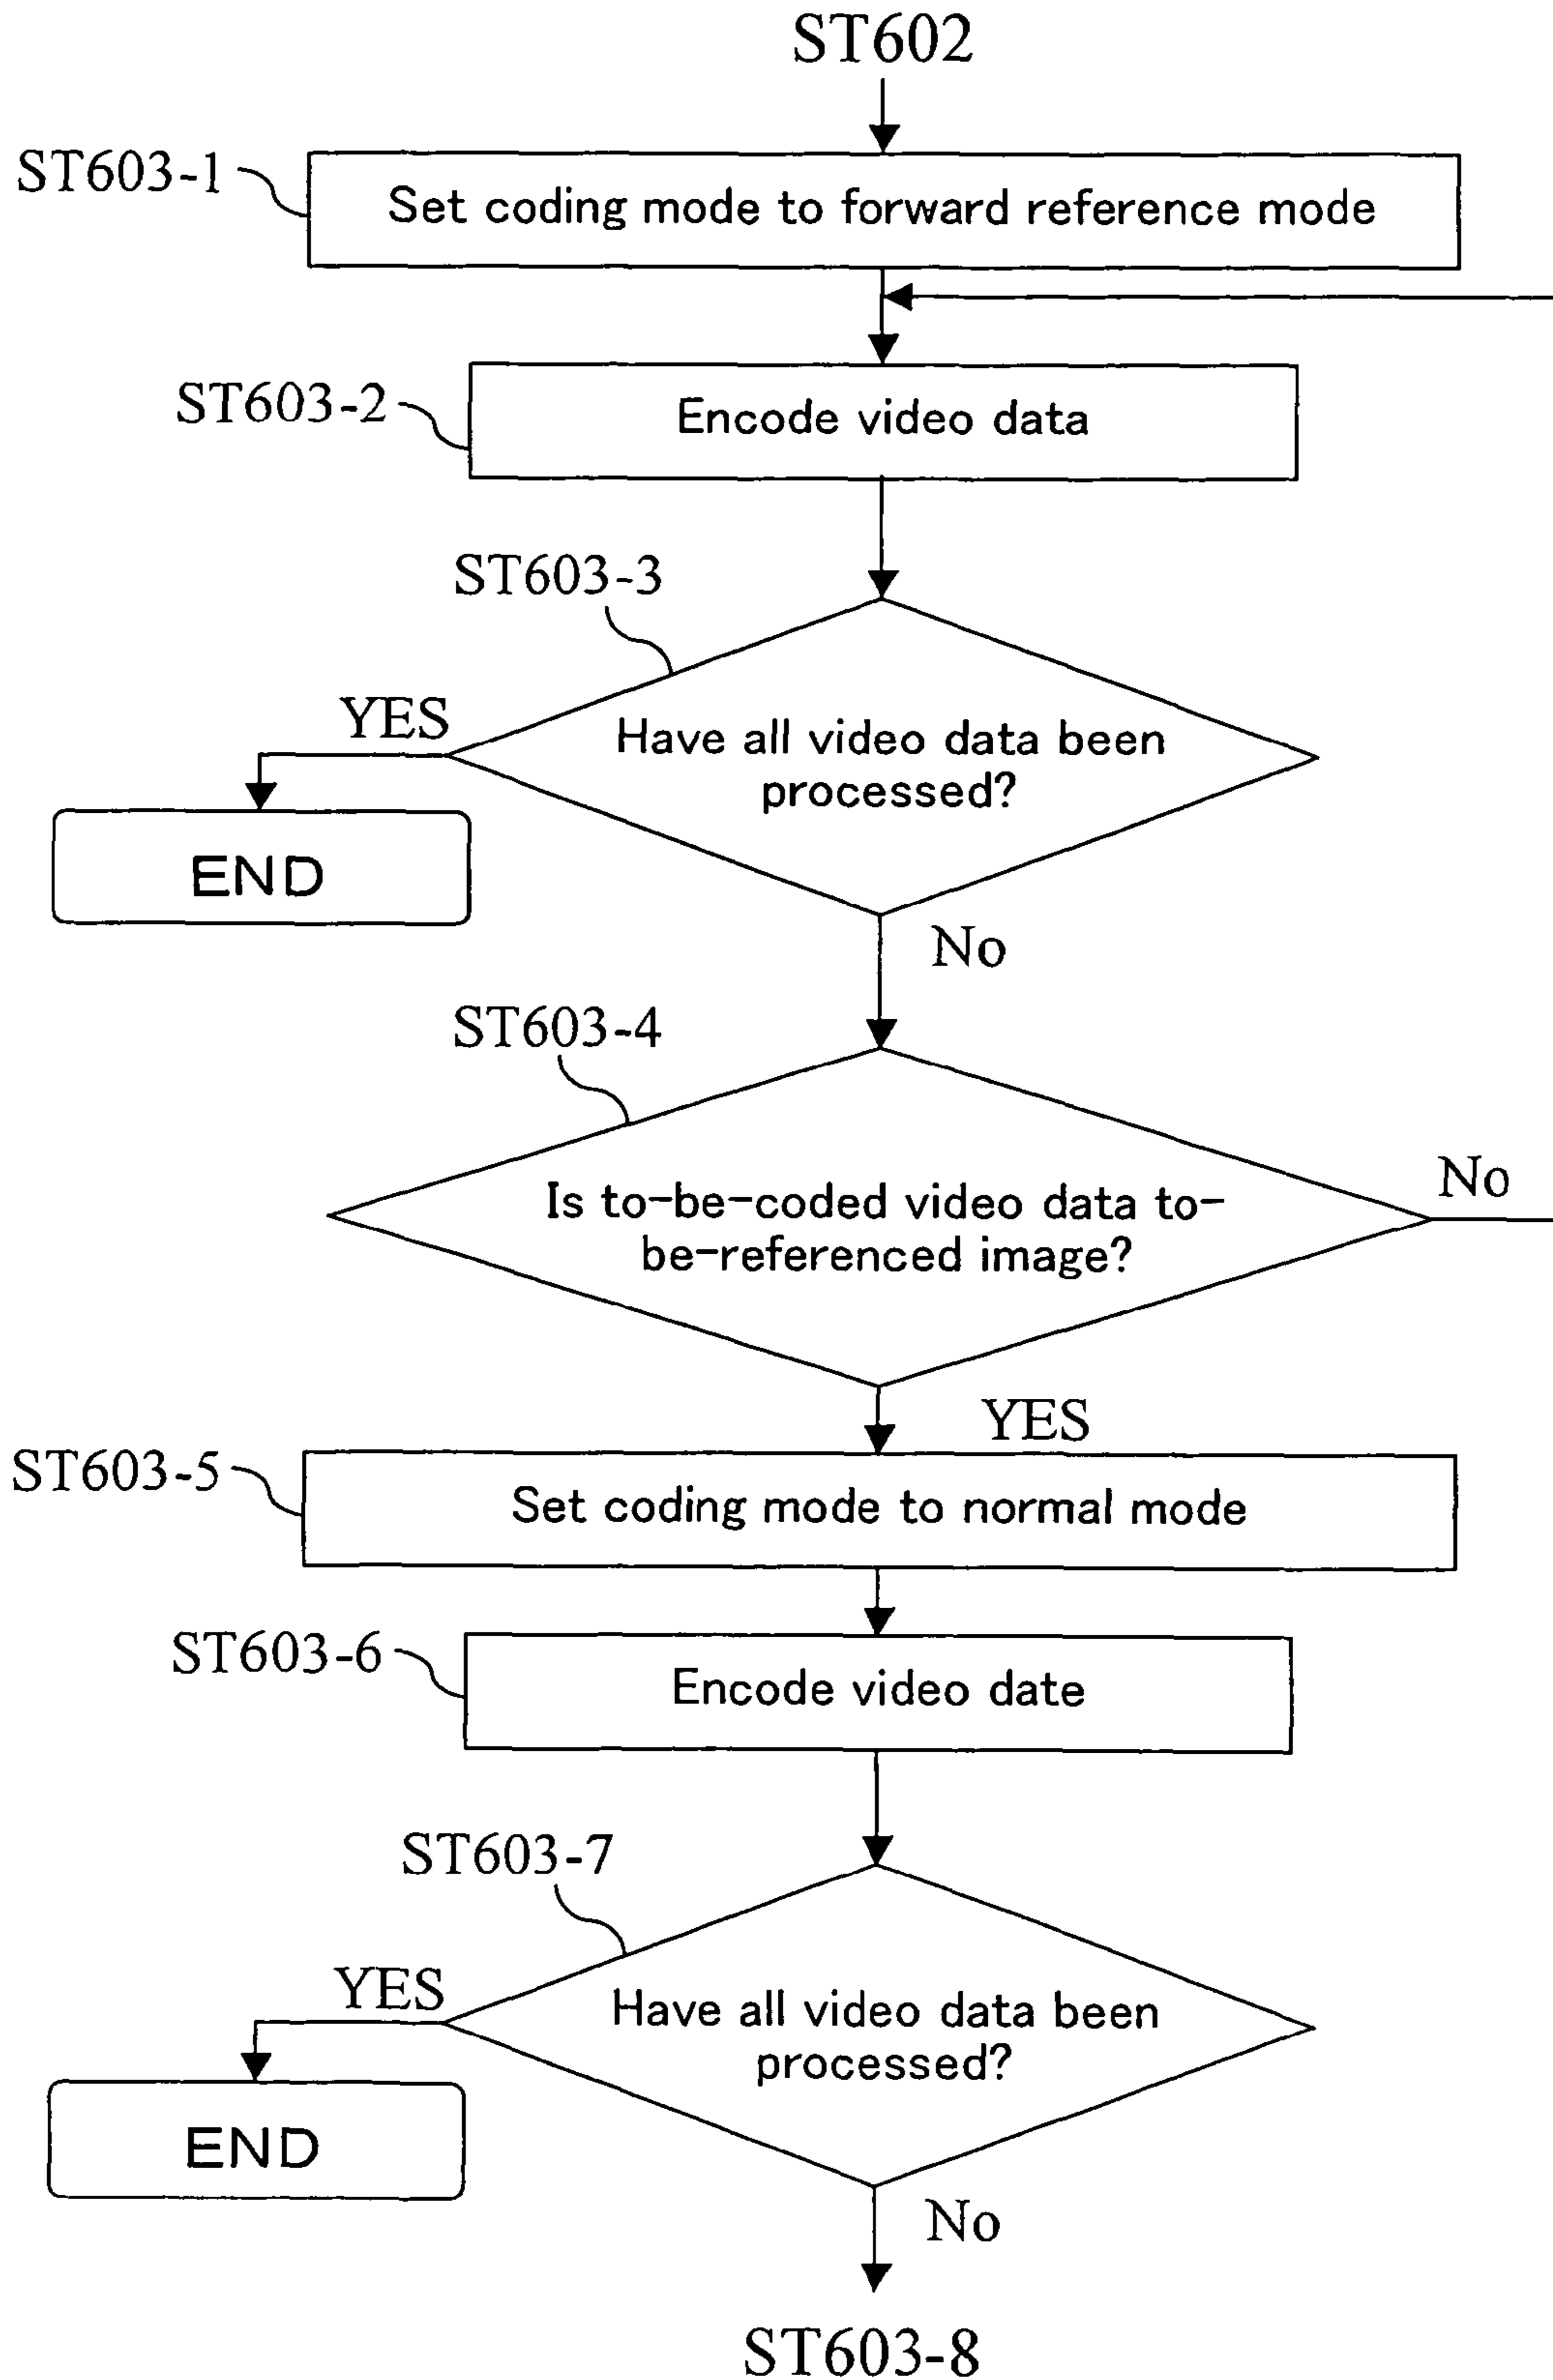 ST602
ST603-1
Set coding mode to forward reference mode
ST603-2
Encode video data
ST603-3
YES
Have all video data been
processed?
END
No
ST603-4
Is to-be-coded video data to-
be-referenced image?
No
YES
ST603-5
Set coding mode to normal mode
ST603-6
Encode video date
ST603-7
YES
Have all video data been
processed?
END
No
ST603-8